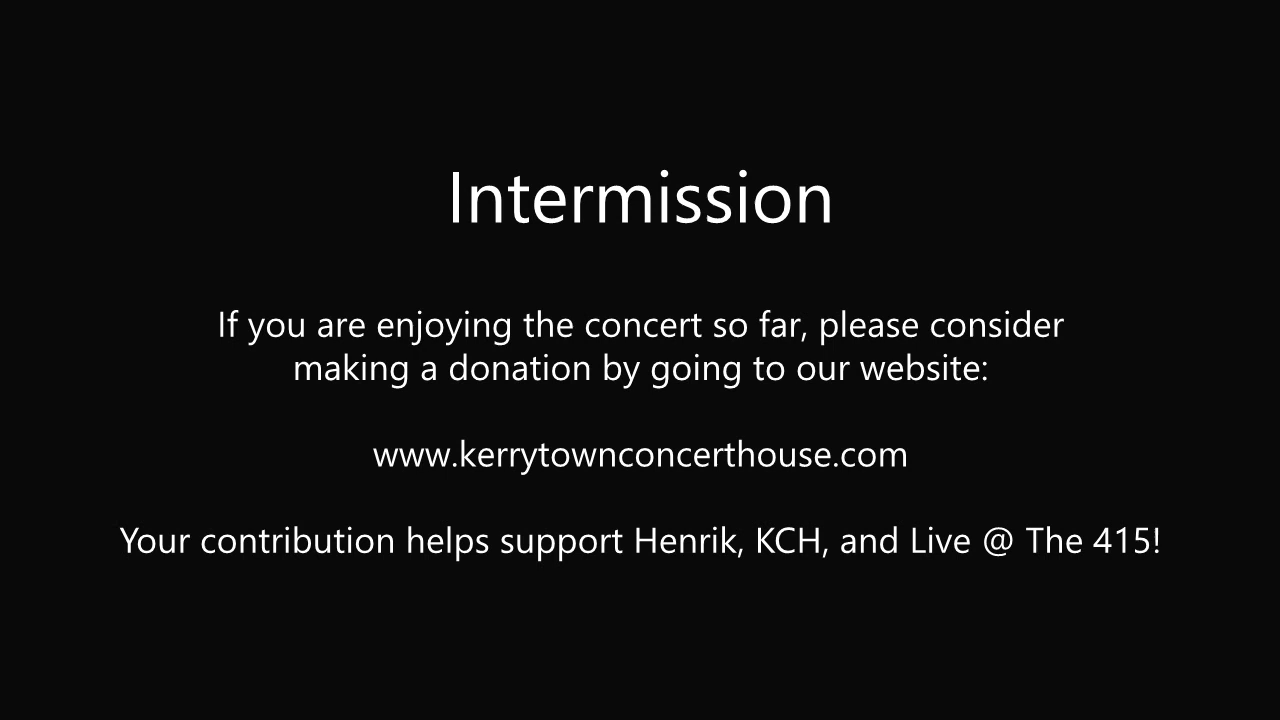 Intermission
If you are enjoying the concert so far, please consider
making a donation by going to our website:
www.kerrytownconcerthouse.com
Your contribution helps support Henrik, KCH, and Live @ The 415!